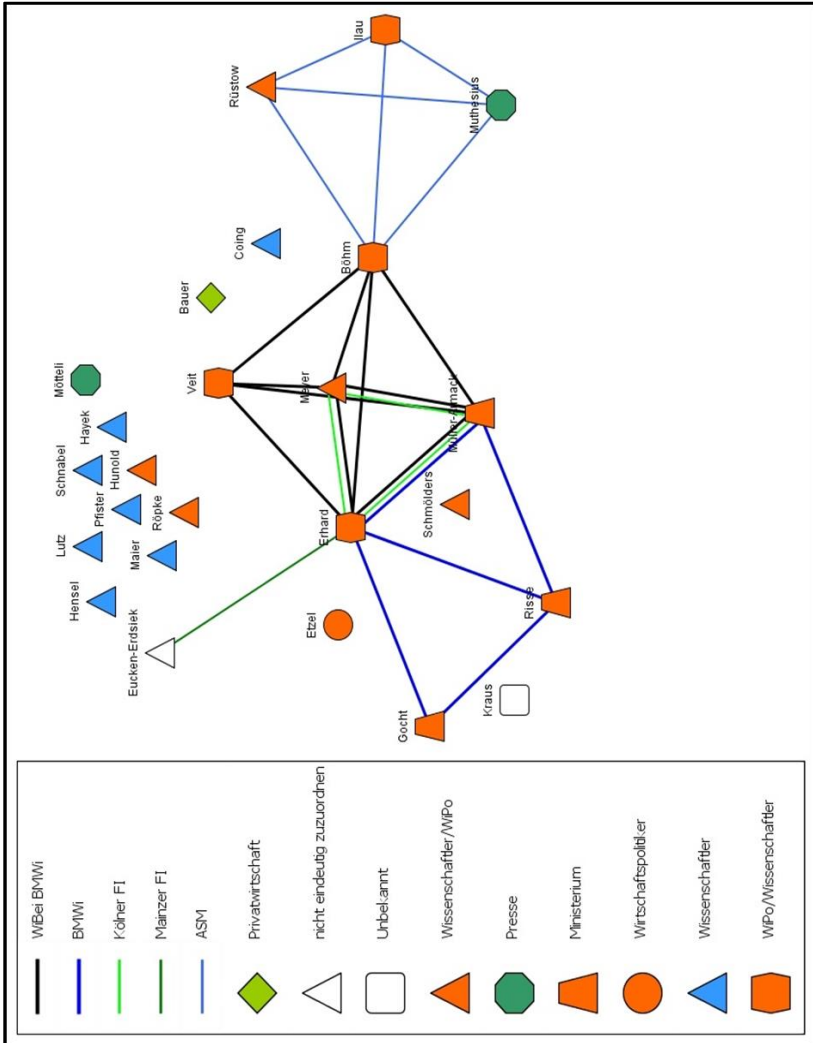 WiBei BMWi
BMWi
Kölner FI
Mainzer FI
ASM
Privatwirtschaft
nicht eindeutig zuzuordnen
Unbekannt
Wissenschaftler/WiPo
Presse
Ministerium
Wirtschaftspolitiker
Wissenschaftler
WiPo/Wissenschaftler
Mötteli
Schnabel
Lutz
Hensel
Hayek
Pfister
Hunold
Eucken-Erdsiek
Maier
Röpke
Bauer
Veit
Rüstow
Coing
Meyer
Etzel
Erhard
Böhm
Ilau
Gocht
Schmölders
Müller-Armack
Muthesius
Kraus
Risse